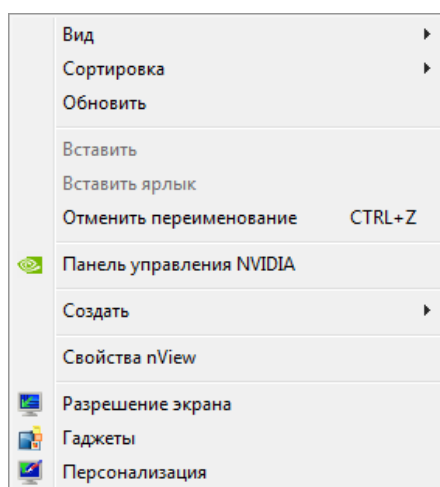 Вид
Сортировка
Обновить
Вставить
Вставить ярлык
Отменить переименование CTRL+Z
Панель управления NVIDIA
Создать
Свойства nView
Разрешение экрана
Гаджеты
Персонализация